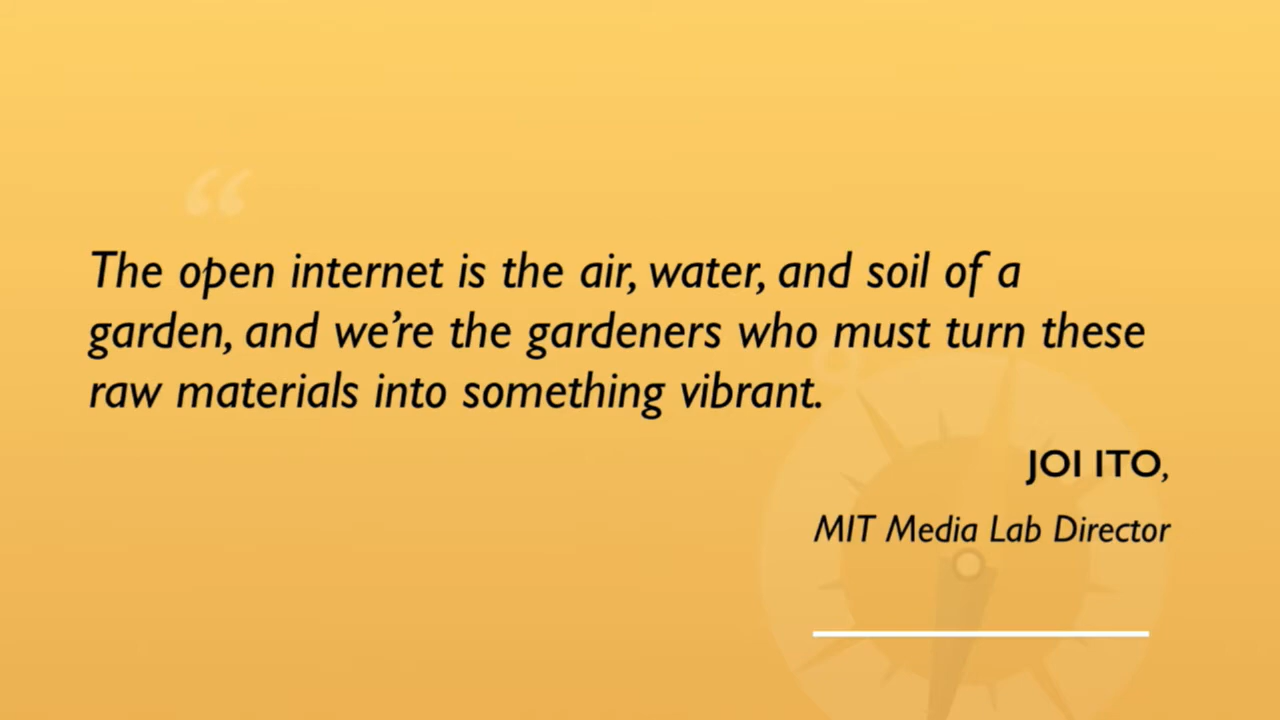 “
The open internet is the air, water, and soil of a
garden, and we’re the gardeners who must turn these
raw materials into something vibrant.
JOI ITO,
MIT Media Lab Director